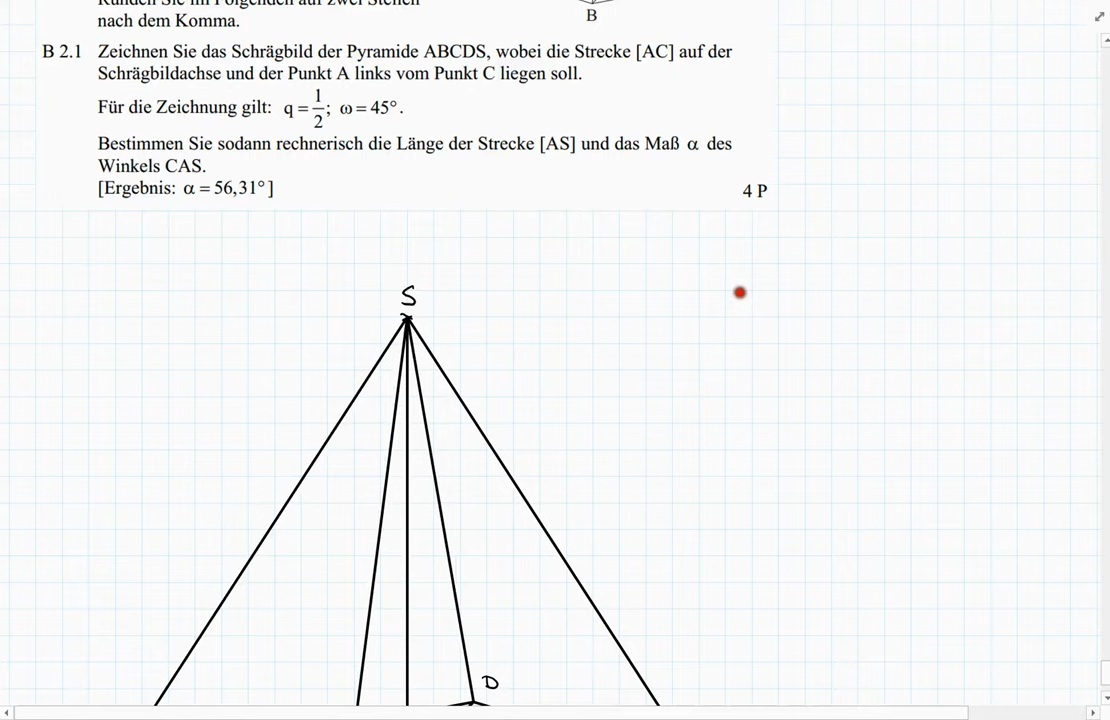 nach dem Komma.
B
B 2.1 Zeichnen Sie das Schrägbild der Pyramide ABCDS, wobei die Strecke [AC] auf der
Schrägbildachse und der Punkt A links vom Punkt C liegen soll.
Für die Zeichnung gilt: q = 1/2; ω = 45°.
Bestimmen Sie sodann rechnerisch die Länge der Strecke [AS] und das Maß α des
Winkels CAS.
[Ergebnis: α = 56,31°]
4 P
S
D